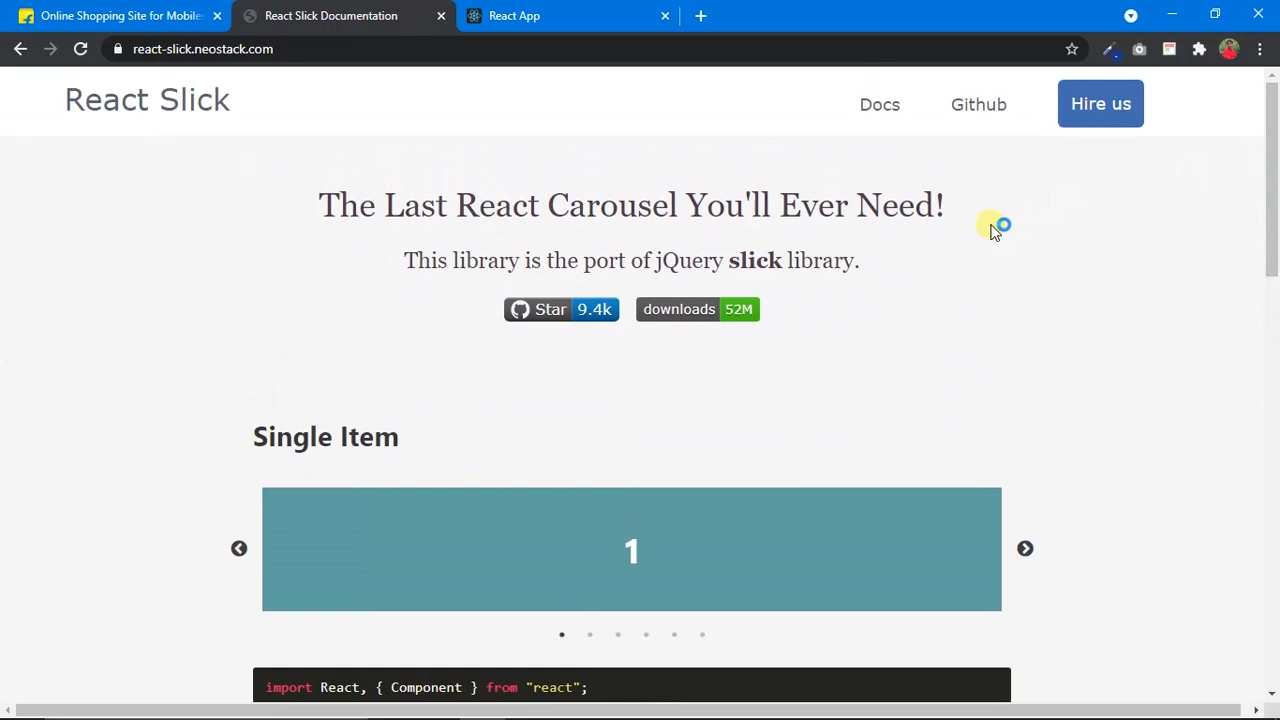 Online Shopping Site for Mobiles
React Slick Documentation
React App
react-slick.neostack.com
React Slick
Docs
Github
Hire us
The Last React Carousel You'll Ever Need!
This library is the port of jQuery slick library.
Star 9.4k
downloads 52M
Single Item
1
import React, { Component } from "react";